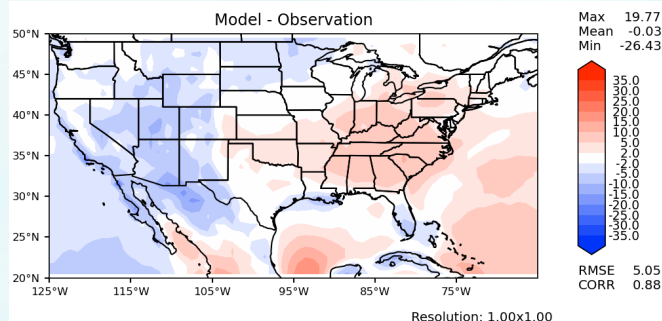 Model - Observation
Max 19.77
Mean -0.03
Min -26.43
50°N
45°N
40°N
35°N
30°N
25°N
20°N
125°W
115°W
105°W
95°W
85°W
75°W
35.0
30.0
25.0
20.0
15.0
10.0
5.0
2.0
-2.0
-5.0
-10.0
-15.0
-20.0
-25.0
-30.0
-35.0
RMSE 5.05
CORR 0.88
Resolution: 1.00x1.00